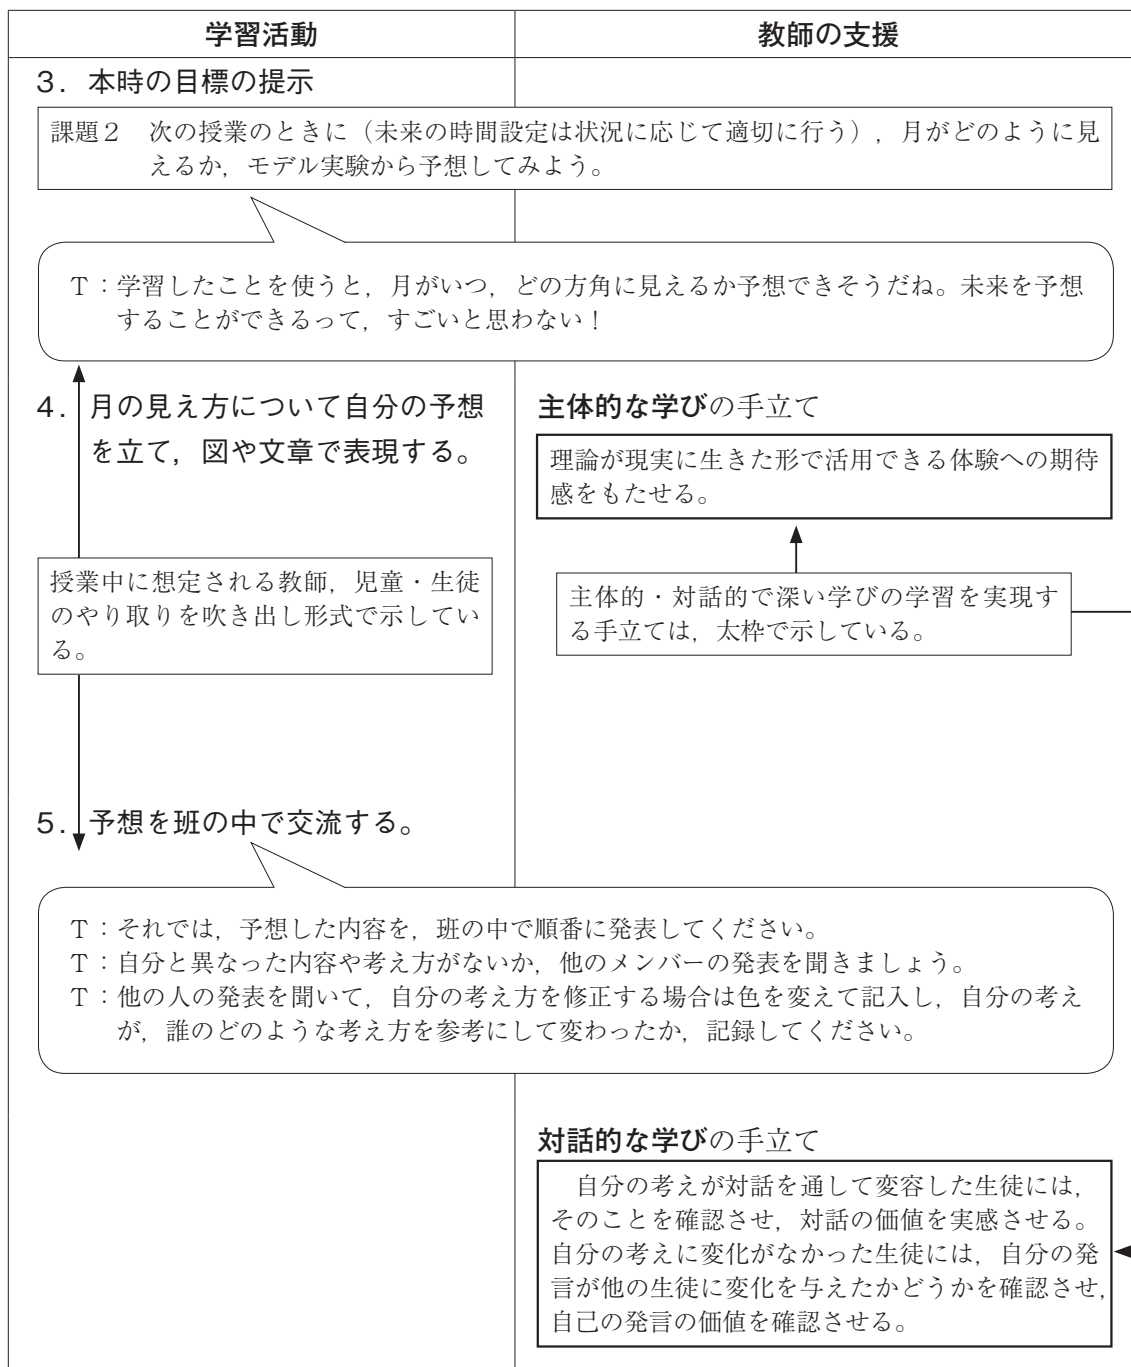 学習活動
教師の支援
３．本時の目標の提示
課題２　次の授業のときに（未来の時間設定は状況に応じて適切に行う），月がどのように見
えるか，モデル実験から予想してみよう。
Ｔ：学習したことを使うと，月がいつ，どの方角に見えるか予想できそうだね。未来を予想
することができるって，すごいと思わない！
４．月の見え方について自分の予想
を立て，図や文章で表現する。
主体的な学びの手立て
理論が現実に生きた形で活用できる体験への期待
感をもたせる。
授業中に想定される教師，児童・生徒
のやり取りを吹き出し形式で示してい
る。
主体的・対話的で深い学びの学習を実現す
る手立ては，太枠で示している。
５．予想を班の中で交流する。
Ｔ：それでは，予想した内容を，班の中で順番に発表してください。
Ｔ：自分と異なった内容や考え方がないか，他のメンバーの発表を聞きましょう。
Ｔ：他の人の発表を聞いて，自分の考え方を修正する場合は色を変えて記入し，自分の考え
が，誰のどのような考え方を参考にして変わったか，記録してください。
対話的な学びの手立て
自分の考えが対話を通して変容した生徒には，
そのことを確認させ，対話の価値を実感させる。
自分の考えに変化がなかった生徒には，自分の発
言が他の生徒に変化を与えたかどうかを確認させ，
自己の発言の価値を確認させる。